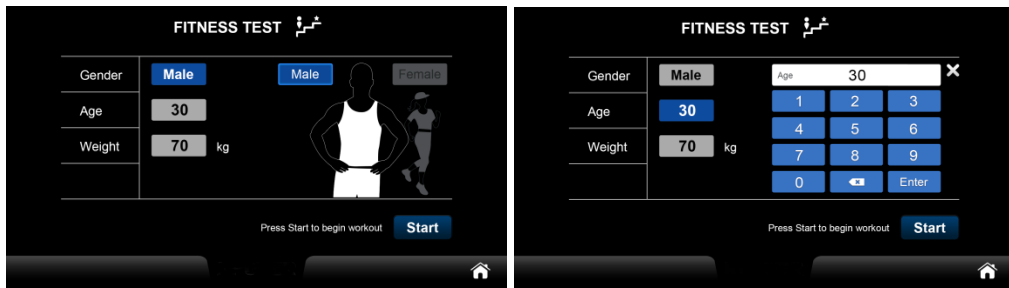 FITNESS TEST
Gender Male Male Female
Age 30
Weight 70 kg
Press Start to begin workout Start
FITNESS TEST
Gender Male Age 30
1 2 3
Age 30
4 5 6
Weight 70 kg
7 8 9
0 Enter
Press Start to begin workout Start